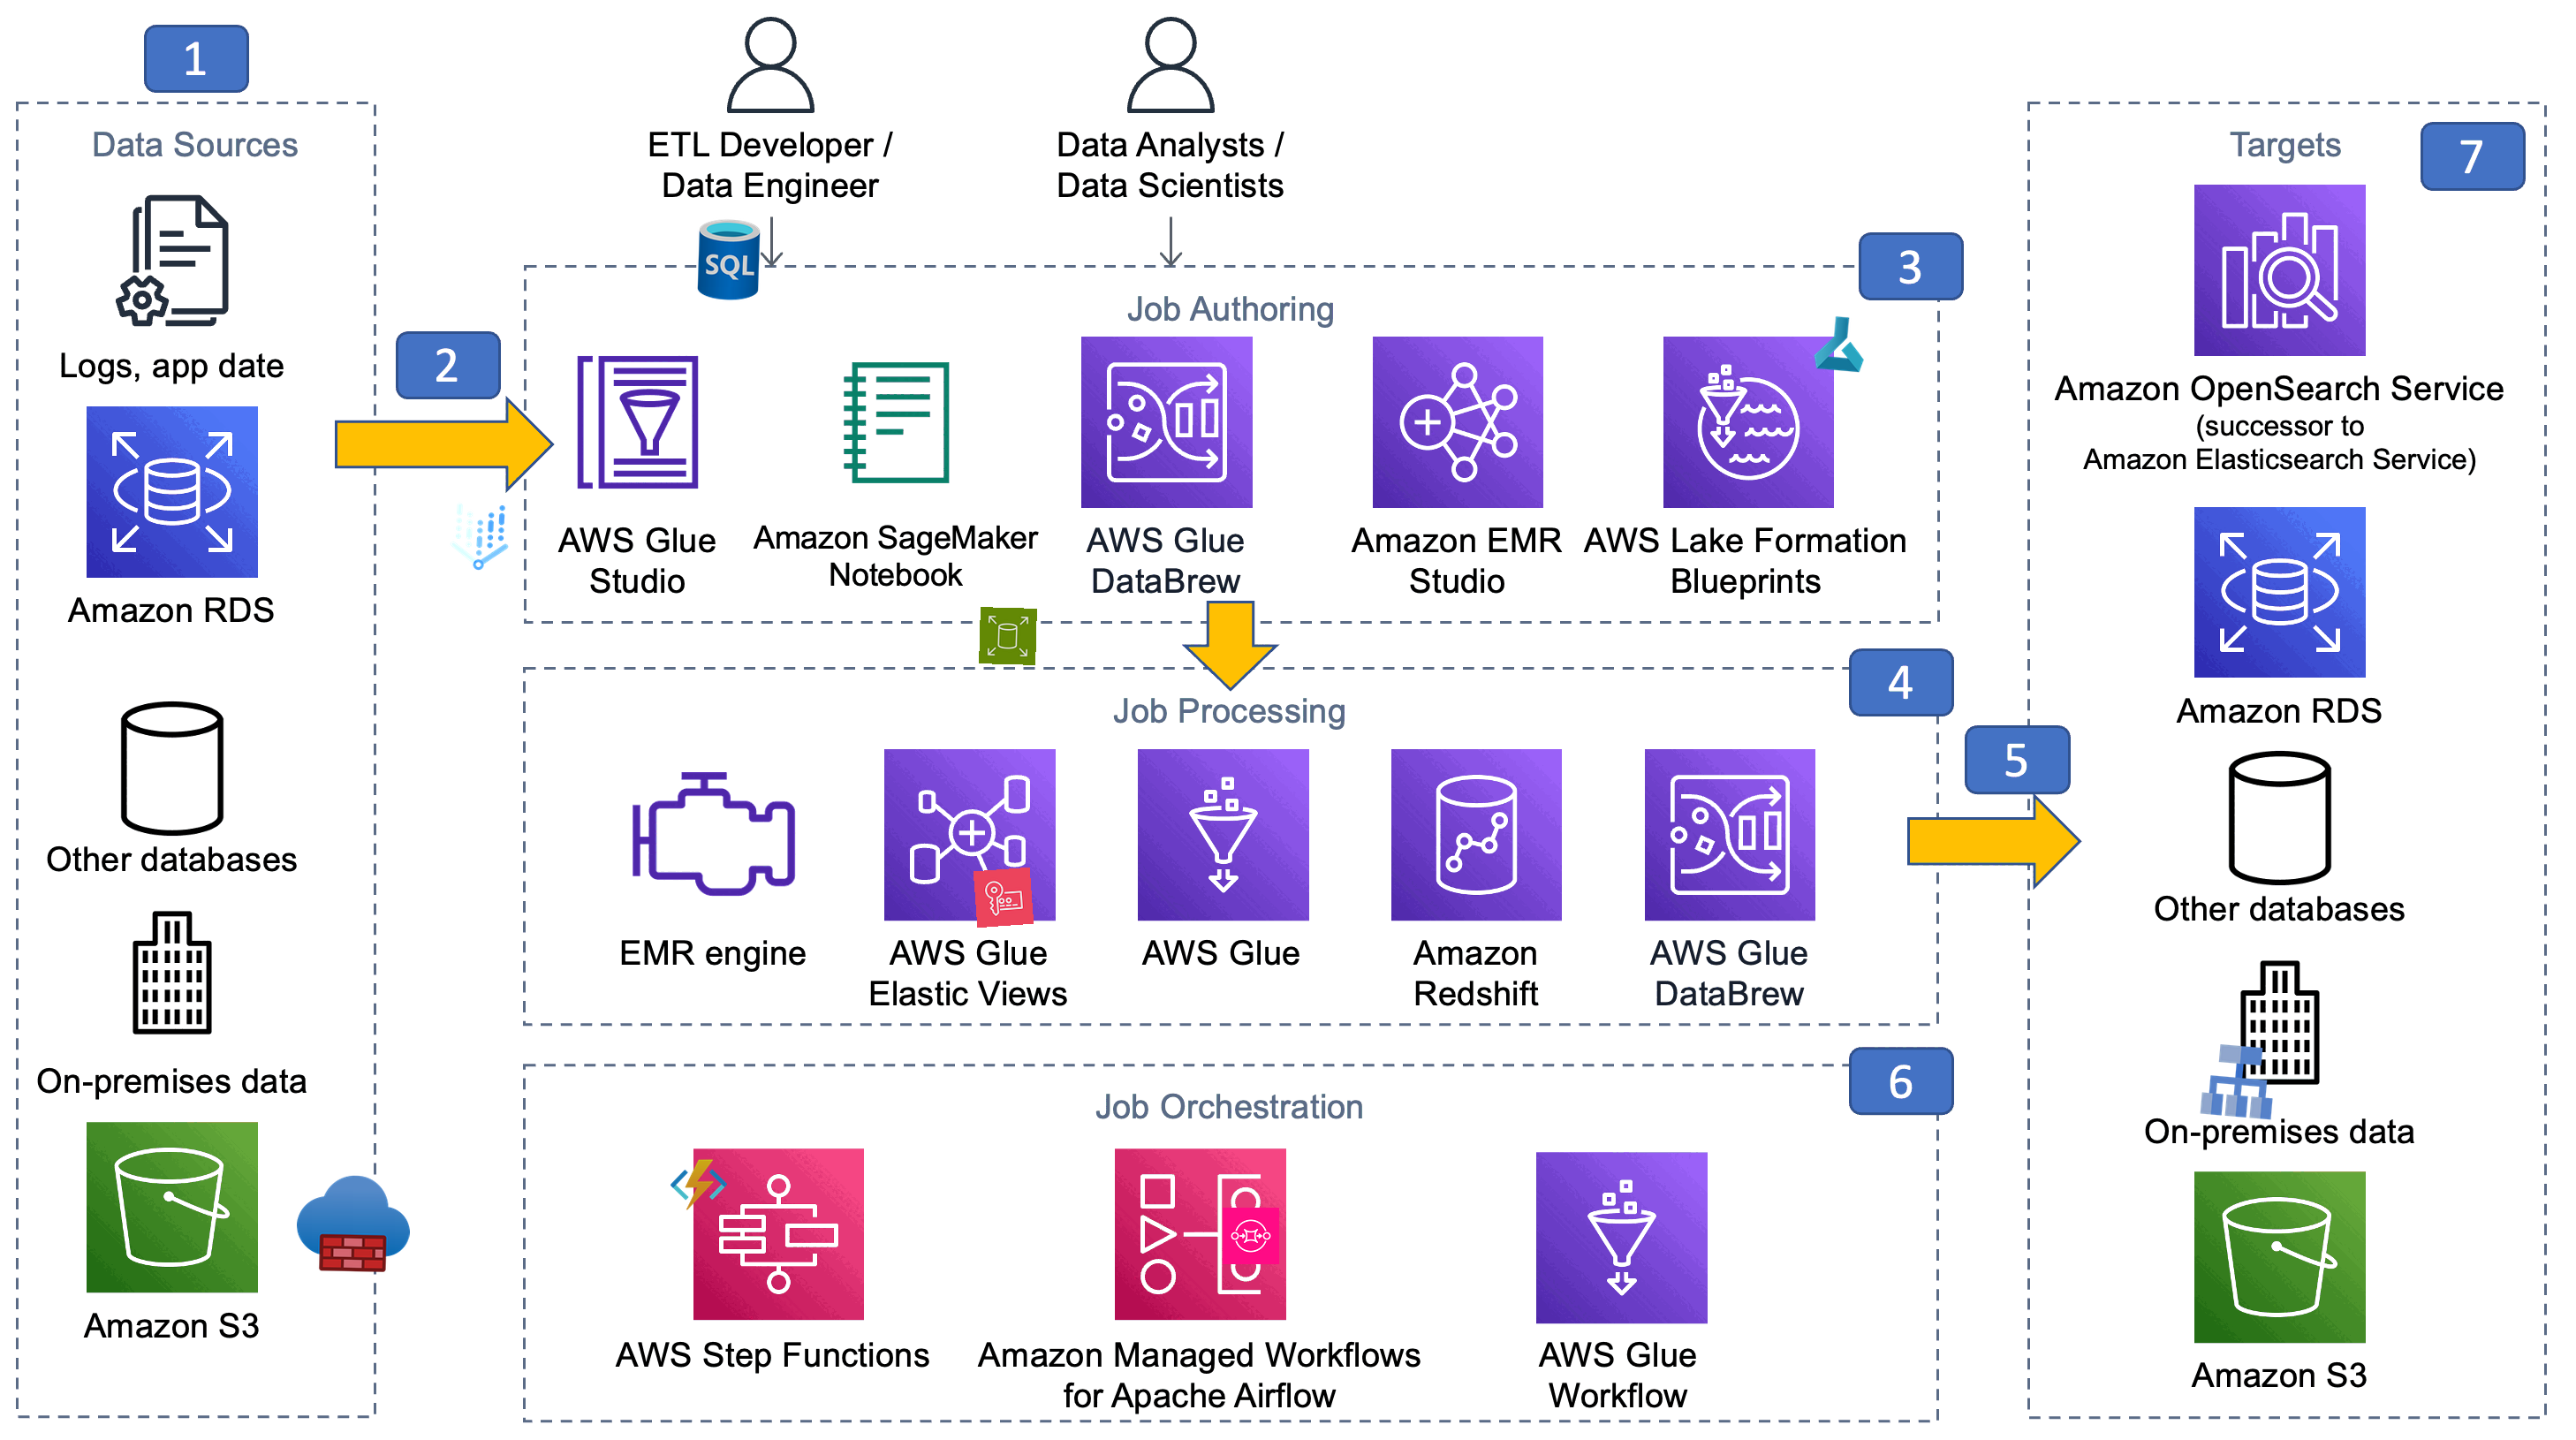 1
Data Sources
Logs, app date
Amazon RDS
Other databases
On-premises data
Amazon S3
2
ETL Developer /
Data Engineer
Data Analysts /
Data Scientists
SQL
3
Job Authoring
AWS Glue
Studio
Amazon SageMaker
Notebook
AWS Glue
DataBrew
Amazon EMR
Studio
AWS Lake Formation
Blueprints
4
Job Processing
EMR engine
AWS Glue
Elastic Views
AWS Glue
Amazon
Redshift
AWS Glue
DataBrew
5
6
Job Orchestration
AWS Step Functions
Amazon Managed Workflows
for Apache Airflow
AWS Glue
Workflow
7
Targets
Amazon OpenSearch Service
(successor to
Amazon Elasticsearch Service)
Amazon RDS
Other databases
On-premises data
Amazon S3